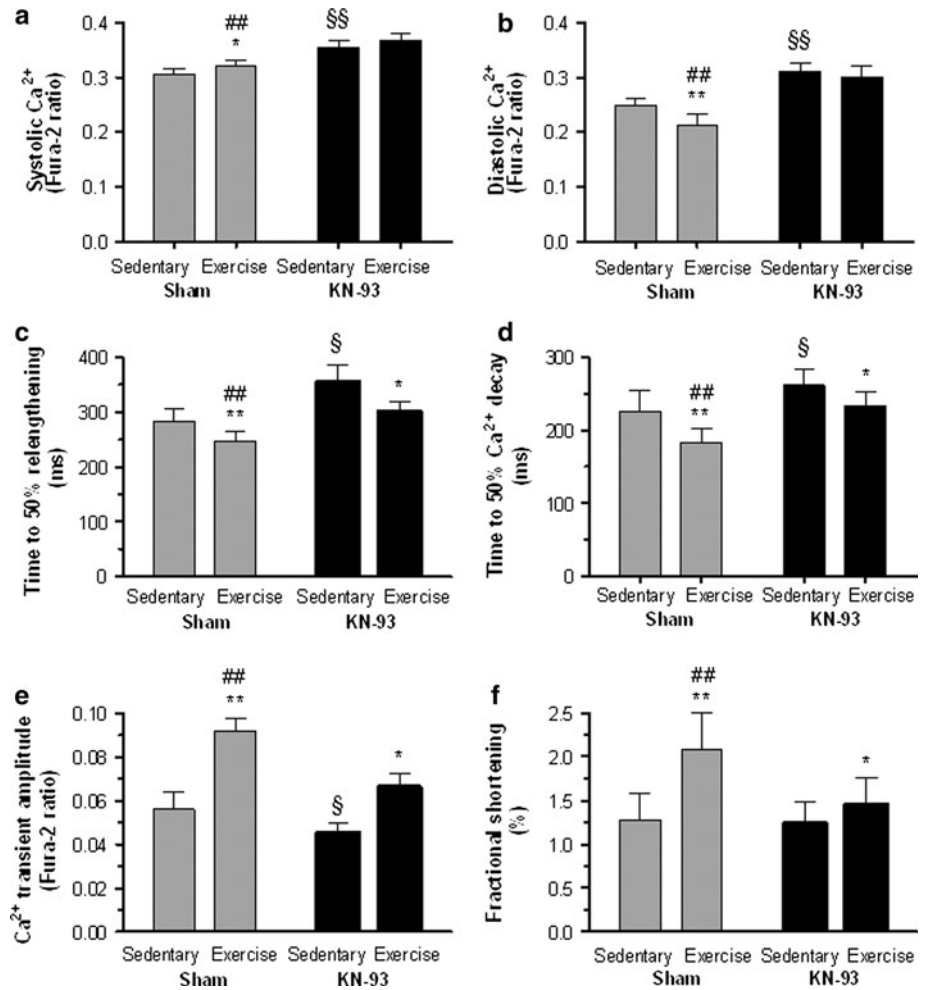 a
Systolic Ca²⁺
(Fura-2 ratio)
0.4
0.3
0.2
0.1
0.0
##
*
§§
Sedentary Exercise Sedentary Exercise
Sham KN-93
b
Diastolic Ca²⁺
(Fura-2 ratio)
0.4
0.3
0.2
0.1
0.0
##
**
§§
Sedentary Exercise Sedentary Exercise
Sham KN-93
c
Time to 50% relengthening
(ms)
400
300
200
100
0
##
**
§
*
Sedentary Exercise Sedentary Exercise
Sham KN-93
d
Time to 50% Ca²⁺ decay
(ms)
300
200
100
0
##
**
§
*
Sedentary Exercise Sedentary Exercise
Sham KN-93
e
Ca²⁺ transient amplitude
(Fura-2 ratio)
0.10
0.08
0.06
0.04
0.02
0.00
##
**
§
*
Sedentary Exercise Sedentary Exercise
Sham KN-93
f
Fractional shortening
(%)
2.5
2.0
1.5
1.0
0.5
0.0
##
**
*
Sedentary Exercise Sedentary Exercise
Sham KN-93